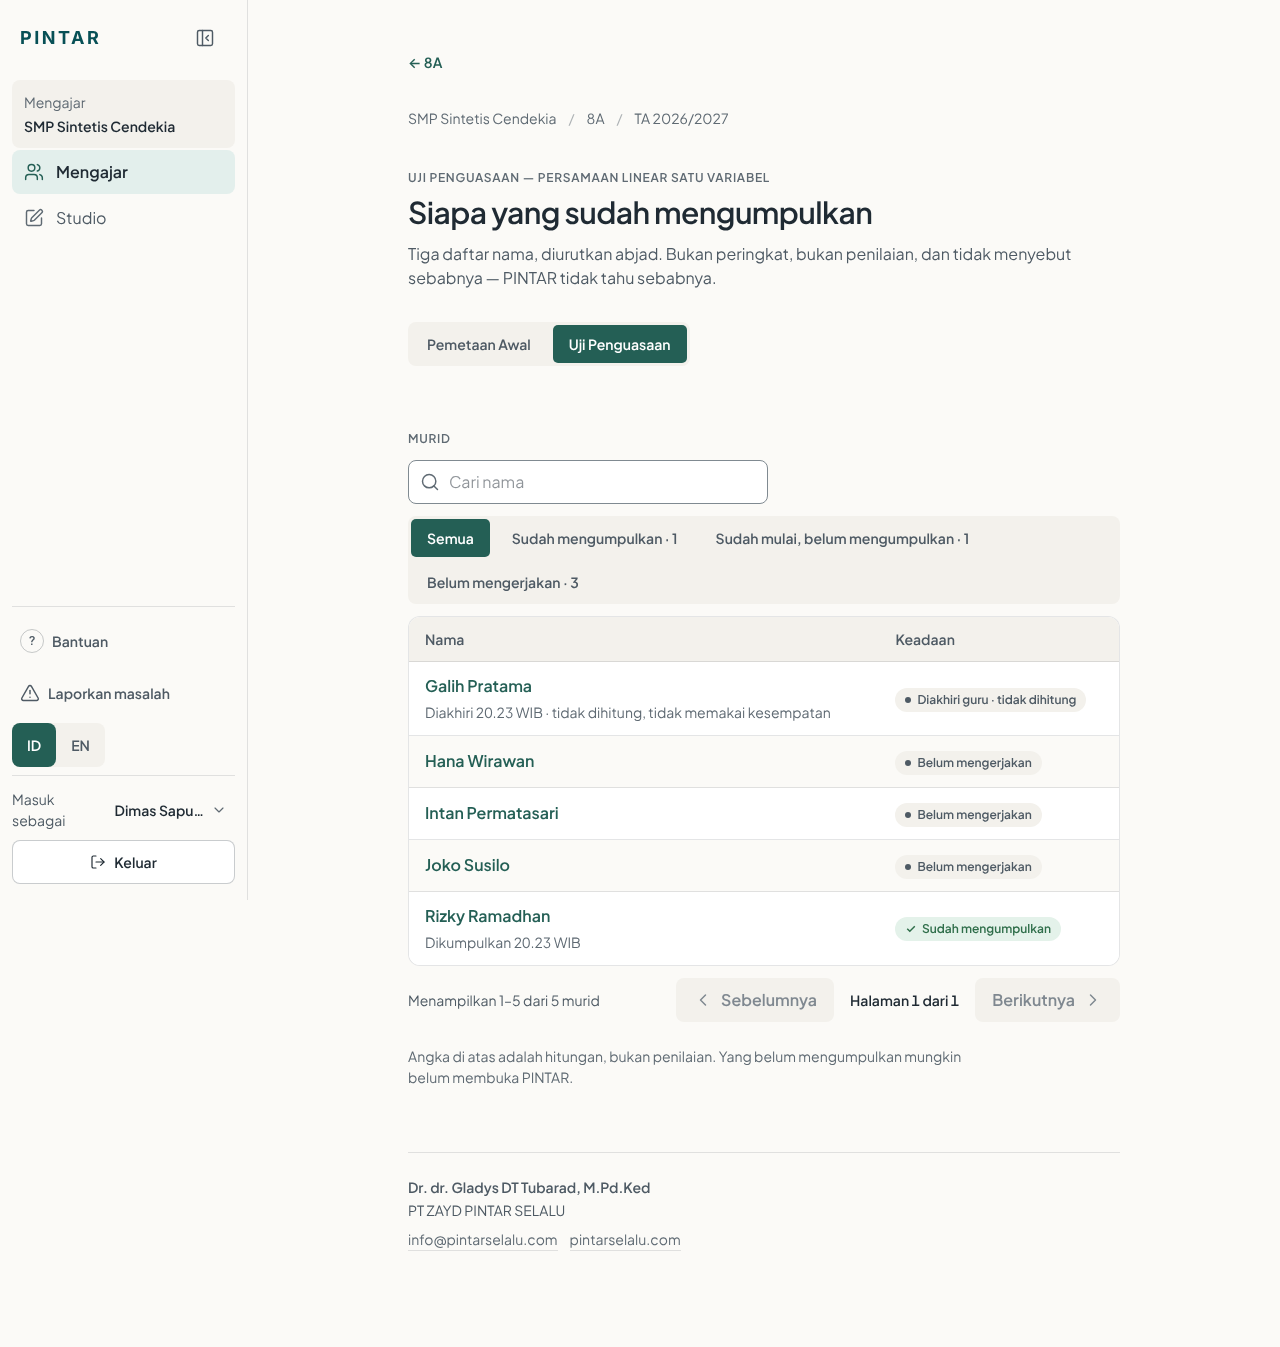 PINTAR
Mengajar
SMP Sintetis Cendekia
Mengajar
Studio
? Bantuan
Laporkan masalah
ID EN
Masuk sebagai
Dimas Sapu...
Keluar
← 8A
SMP Sintetis Cendekia / 8A / TA 2026/2027
UJI PENGUASAAN — PERSAMAAN LINEAR SATU VARIABEL
Siapa yang sudah mengumpulkan
Tiga daftar nama, diurutkan abjad. Bukan peringkat, bukan penilaian, dan tidak menyebut
sebabnya — PINTAR tidak tahu sebabnya.
Pemetaan Awal Uji Penguasaan
MURID
Cari nama
Semua Sudah mengumpulkan · 1 Sudah mulai, belum mengumpulkan · 1
Belum mengerjakan · 3
Nama Keadaan
Galih Pratama
Diakhiri 20.23 WIB · tidak dihitung, tidak memakai kesempatan
Diakhiri guru · tidak dihitung
Hana Wirawan Belum mengerjakan
Intan Permatasari Belum mengerjakan
Joko Susilo Belum mengerjakan
Rizky Ramadhan
Dikumpulkan 20.23 WIB
Sudah mengumpulkan
Menampilkan 1–5 dari 5 murid Sebelumnya Halaman 1 dari 1 Berikutnya
Angka di atas adalah hitungan, bukan penilaian. Yang belum mengumpulkan mungkin
belum membuka PINTAR.
Dr. dr. Gladys DT Tubarad, M.Pd.Ked
PT ZAYD PINTAR SELALU
info@pintarselalu.com pintarselalu.com